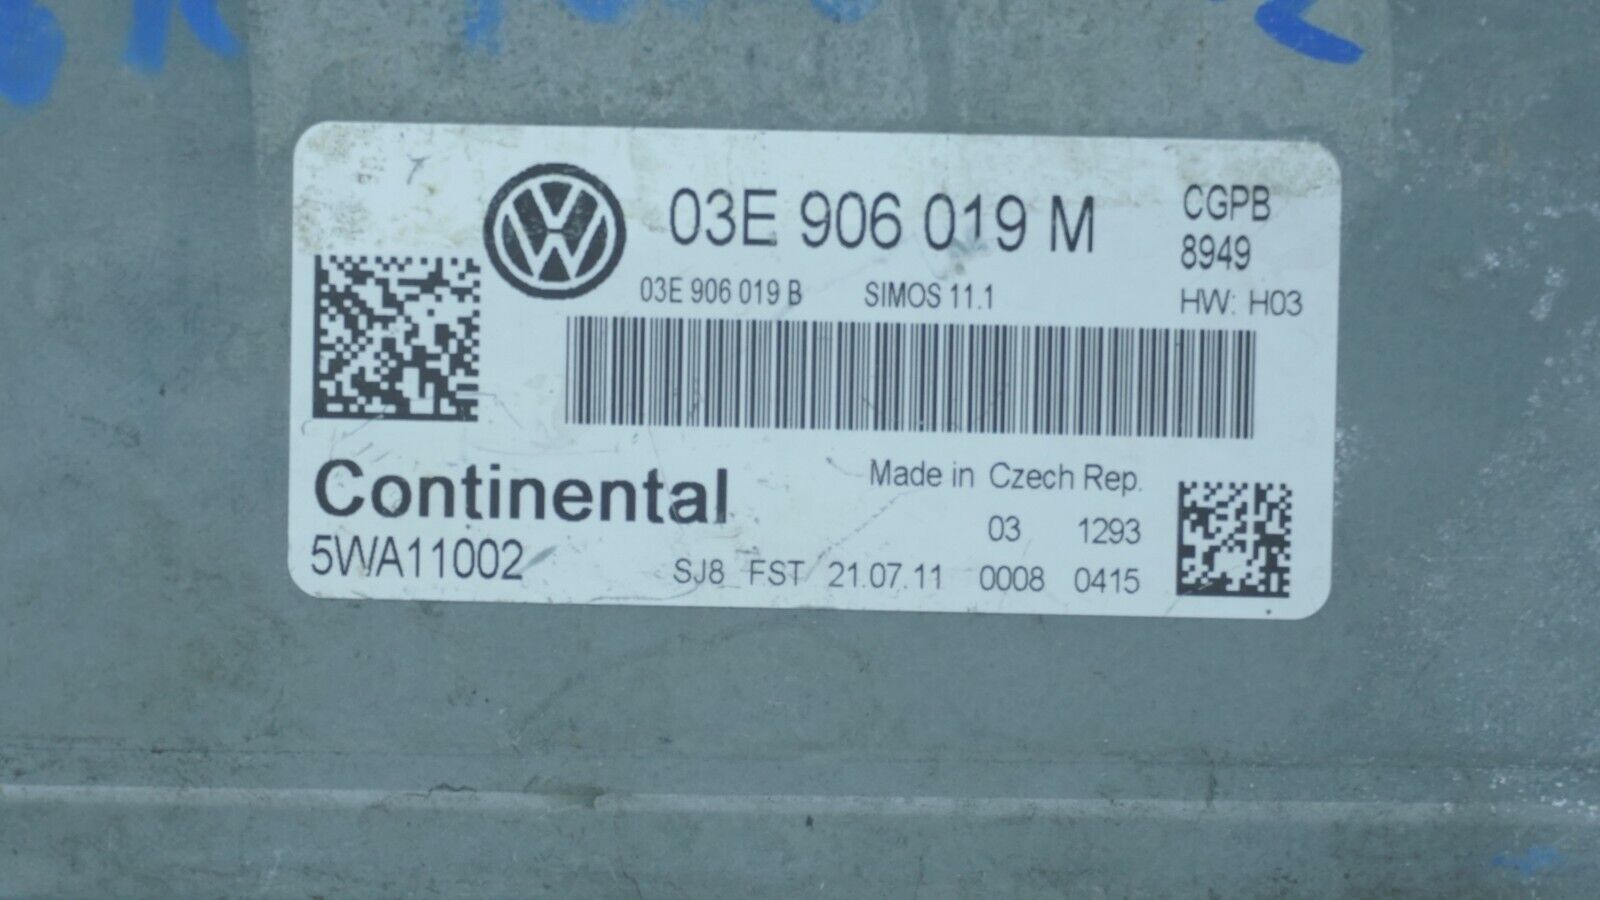 03E 906 019 M
CGPB
8949
03E 906 019 B SIMOS 11.1
HW: H03
Continental
5WA11002
Made in Czech Rep.
03 1293
SJ8 FST 21.07.11 0008 0415